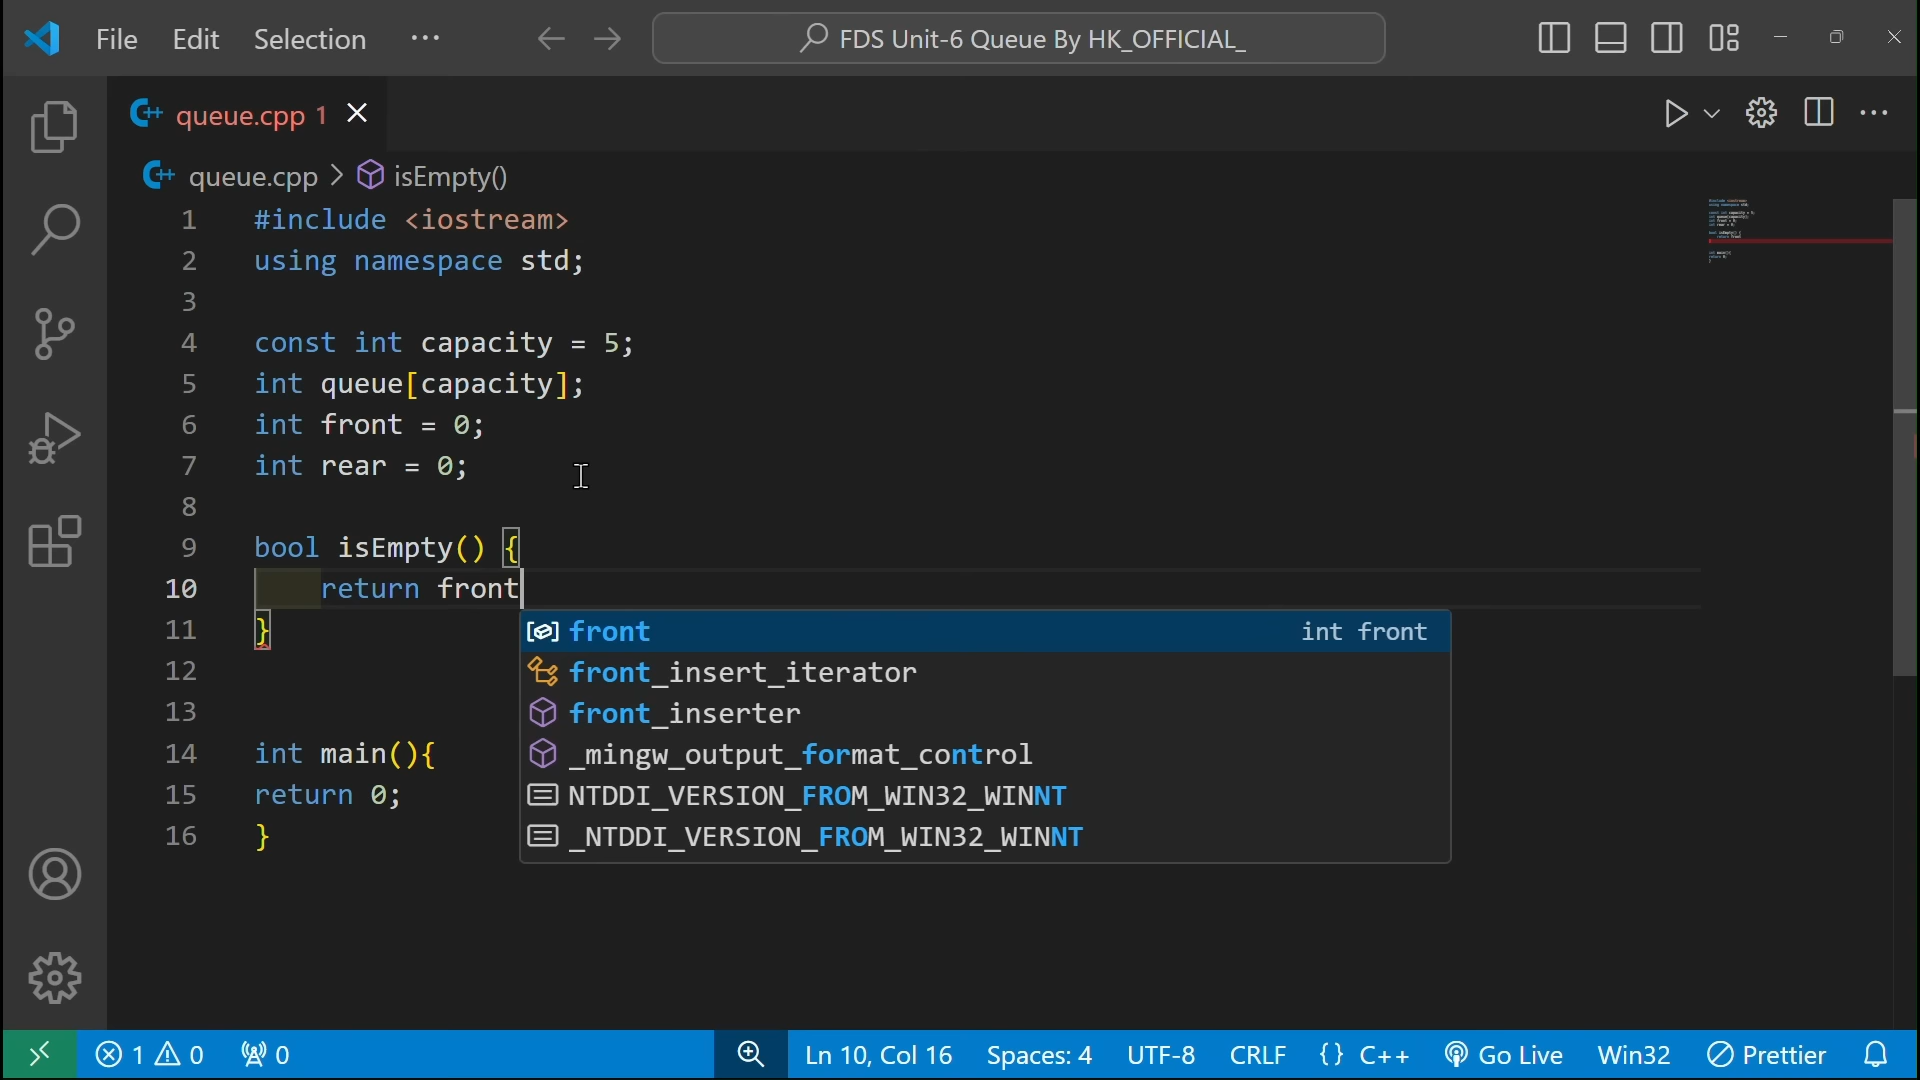 File Edit Selection ··· FDS Unit-6 Queue By HK_OFFICIAL_
queue.cpp 1
queue.cpp > isEmpty()
1 #include <iostream>
2 using namespace std;
3
4 const int capacity = 5;
5 int queue[capacity];
6 int front = 0;
7 int rear = 0;
8
9 bool isEmpty() {
10 return front
11 }
front int front
12 front_insert_iterator
13 front_inserter
14 int main(){ _mingw_output_format_control
15 return 0; NTDDI_VERSION_FROM_WIN32_WINNT
16 } _NTDDI_VERSION_FROM_WIN32_WINNT
1 0 0 Ln 10, Col 16 Spaces: 4 UTF-8 CRLF {} C++ Go Live Win32 Prettier